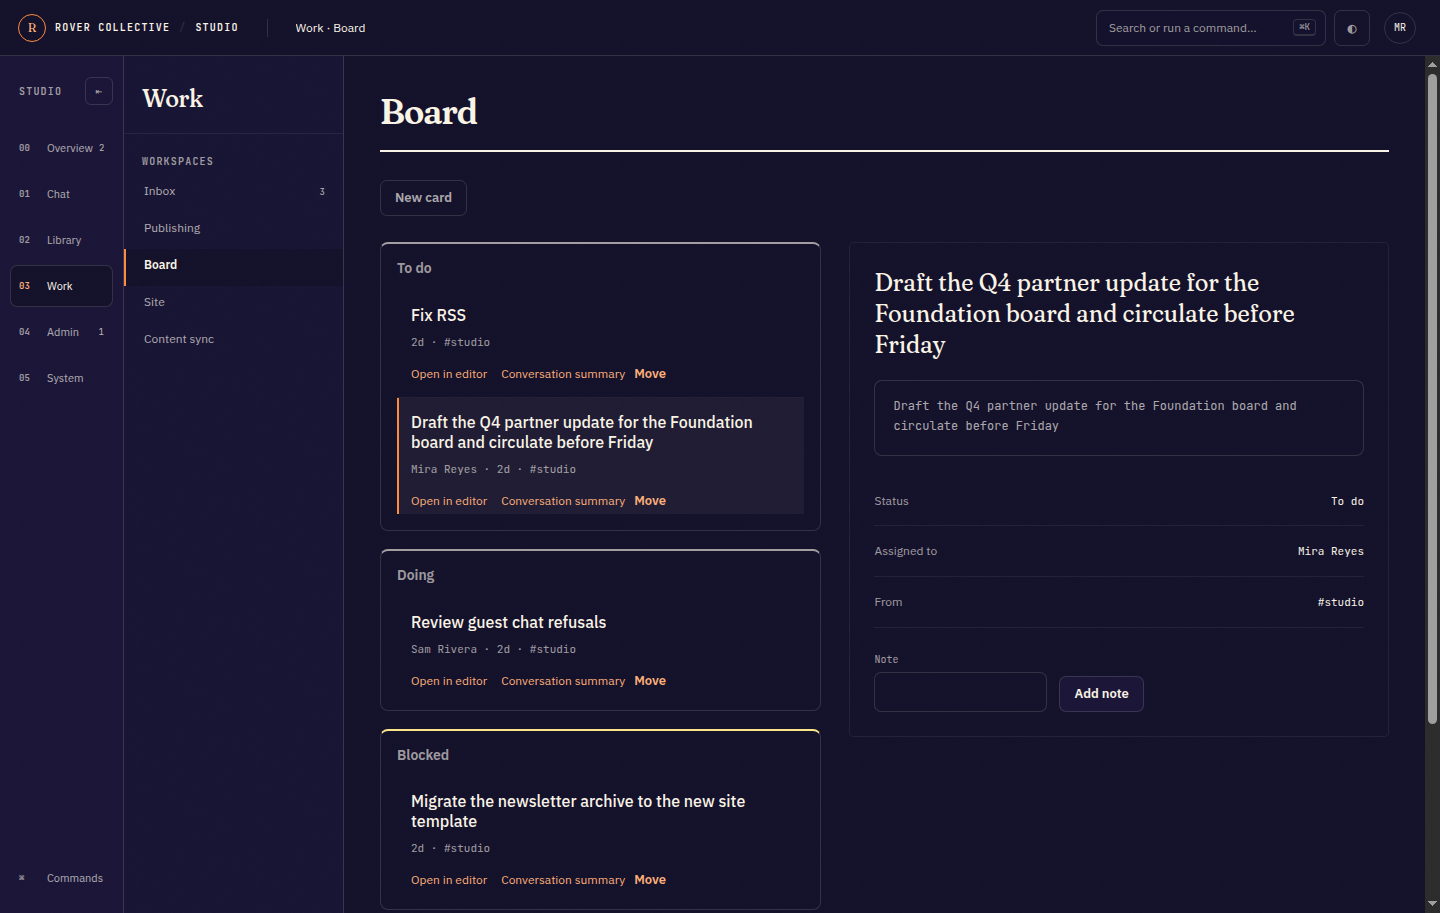 R ROVER COLLECTIVE / STUDIO
Work · Board
Search or run a command... ⌘K
◐
MR
STUDIO
⇤
00 Overview 2
01 Chat
02 Library
03 Work
04 Admin 1
05 System
⌘ Commands
Work
WORKSPACES
Inbox 3
Publishing
Board
Site
Content sync
Board
New card
To do
Fix RSS
2d · #studio
Open in editor Conversation summary Move
Draft the Q4 partner update for the Foundation
board and circulate before Friday
Mira Reyes · 2d · #studio
Open in editor Conversation summary Move
Doing
Review guest chat refusals
Sam Rivera · 2d · #studio
Open in editor Conversation summary Move
Blocked
Migrate the newsletter archive to the new site
template
2d · #studio
Open in editor Conversation summary Move
Draft the Q4 partner update for the
Foundation board and circulate before
Friday
Draft the Q4 partner update for the Foundation board and
circulate before Friday
Status To do
Assigned to Mira Reyes
From #studio
Note
Add note